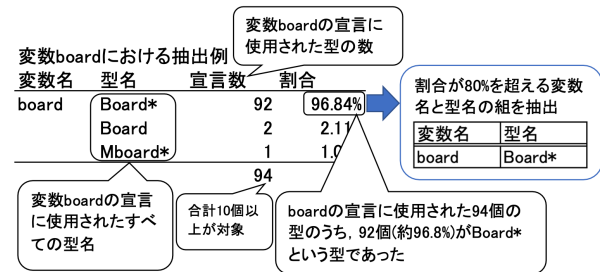 変数boardの宣言に
使用された型の数
変数boardにおける抽出例
変数名 型名 宣言数 割合
board Board* 92 96.84%
Board 2 2.11
Mboard* 1 1.0
94
割合が80%を超える変数
名と型名の組を抽出
変数名 型名
board Board*
変数boardの宣言
に使用されたすべ
ての型名
合計10個以
上が対象
boardの宣言に使用された94個の
型のうち，92個(約96.8%)がBoard*
という型であった